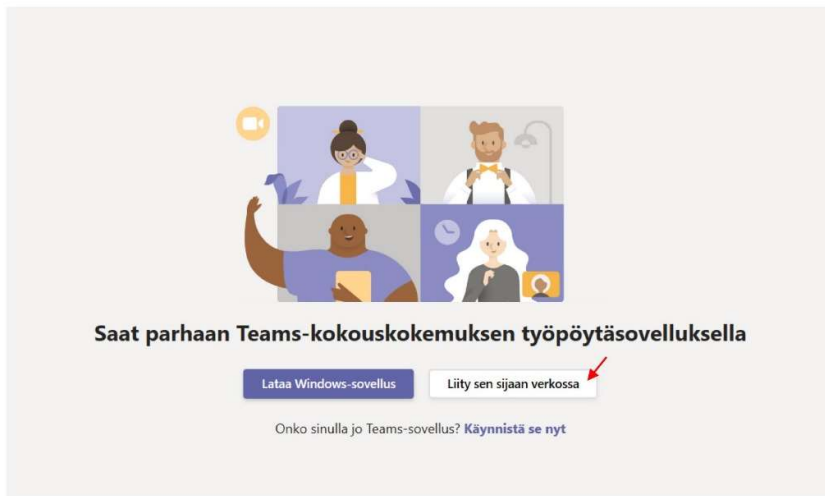 Saat parhaan Teams-kokouskokemuksen työpöytäsovelluksella
Lataa Windows-sovellus
Liity sen sijaan verkossa
Onko sinulla jo Teams-sovellus? Käynnistä se nyt